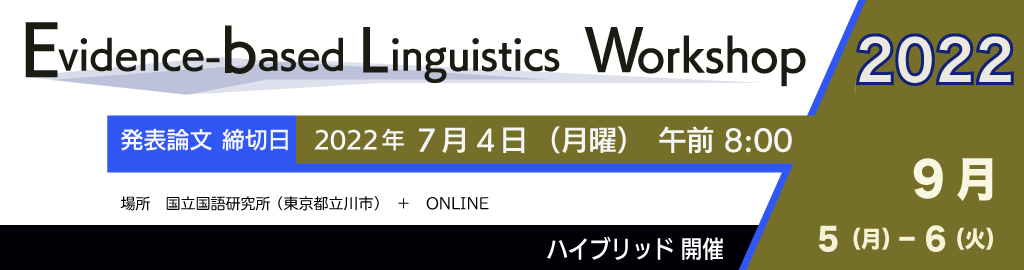 Evidence-based Linguistics Workshop 2022
発表論文 締切日 2022年 7月4日 (月曜) 午前 8:00
9月
場所 国立国語研究所(東京都立川市) + ONLINE
5(月)-6(火)
ハイブリッド 開催